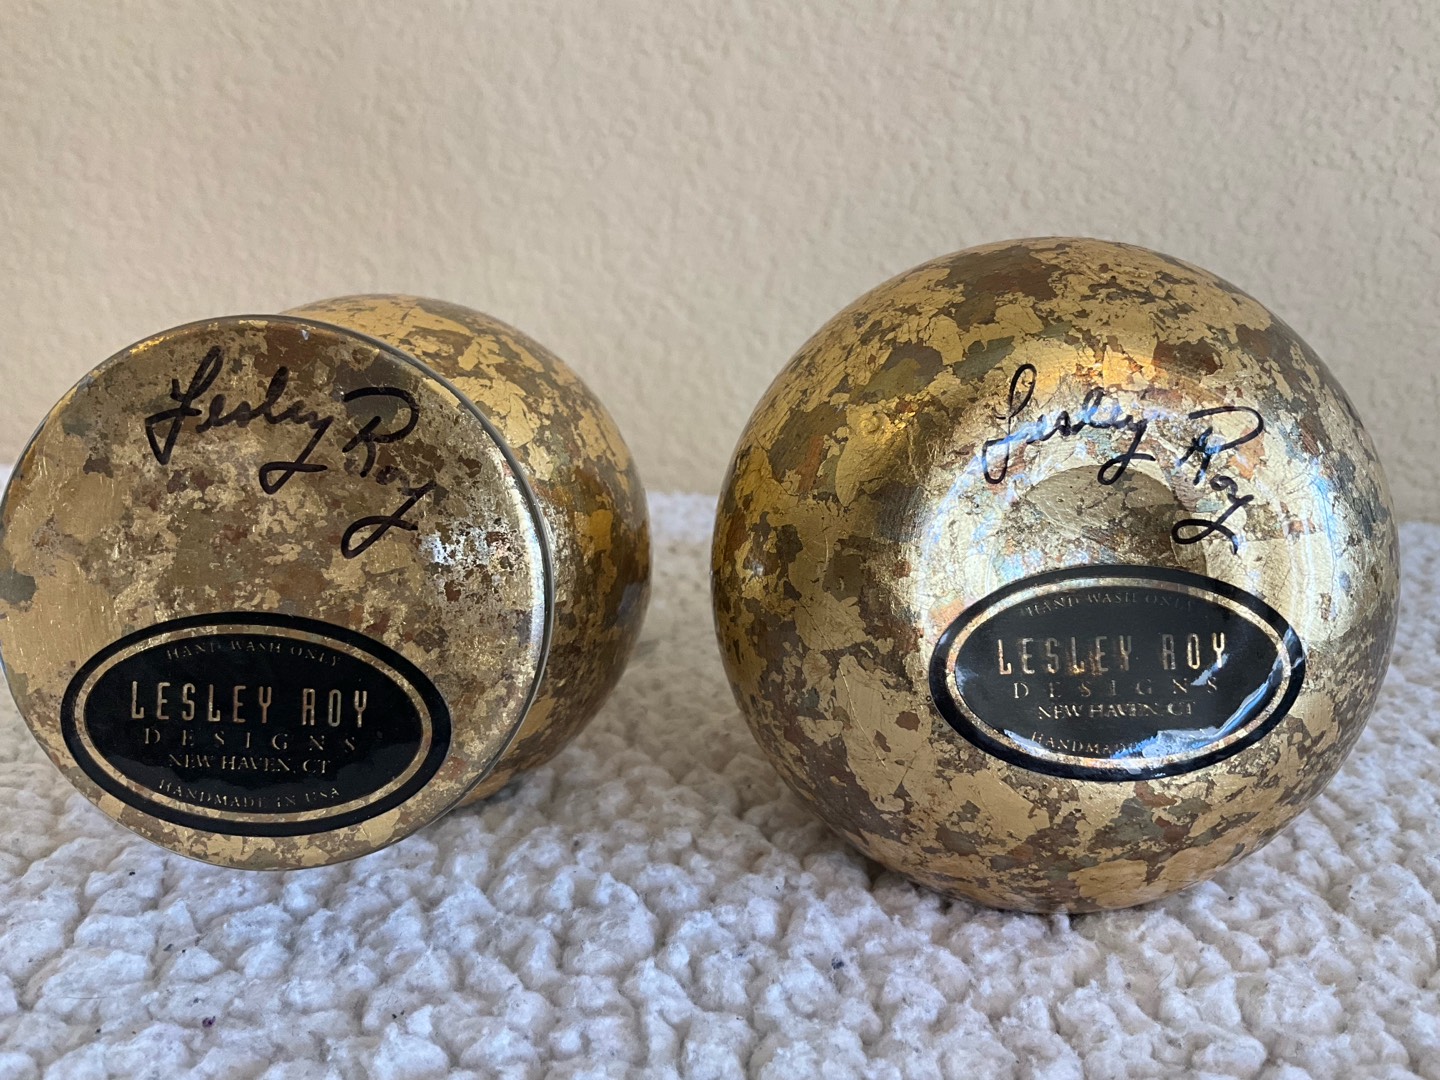 Lesley Roy
HAND WASH ONLY
LESLEY ROY
DESIGNS
NEW HAVEN, CT
HANDMADE IN USA
Lesley Roy
HAND WASH ONLY
LESLEY ROY
DESIGNS
NEW HAVEN, CT
HANDMADE